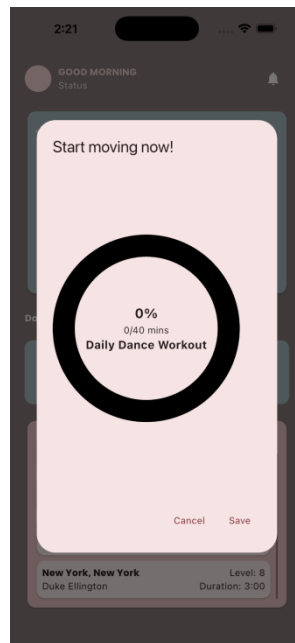 2:21
GOOD MORNING
Status
Start moving now!
0%
0/40 mins
Daily Dance Workout
Cancel Save
New York, New York Level: 8
Duke Ellington Duration: 3:00